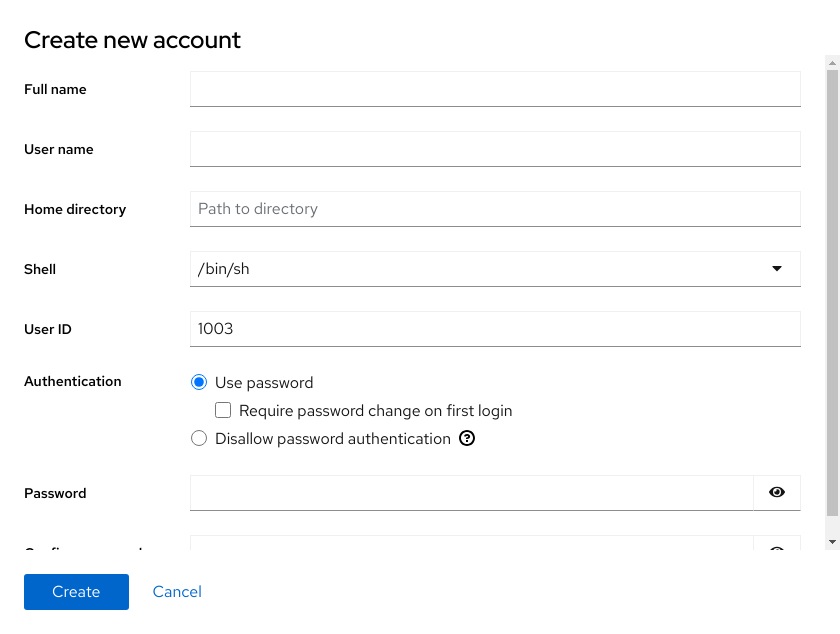 Create new account
Full name
User name
Home directory
Path to directory
Shell
/bin/sh
User ID
1003
Authentication
Use password
Require password change on first login
Disallow password authentication
Password
Create
Cancel